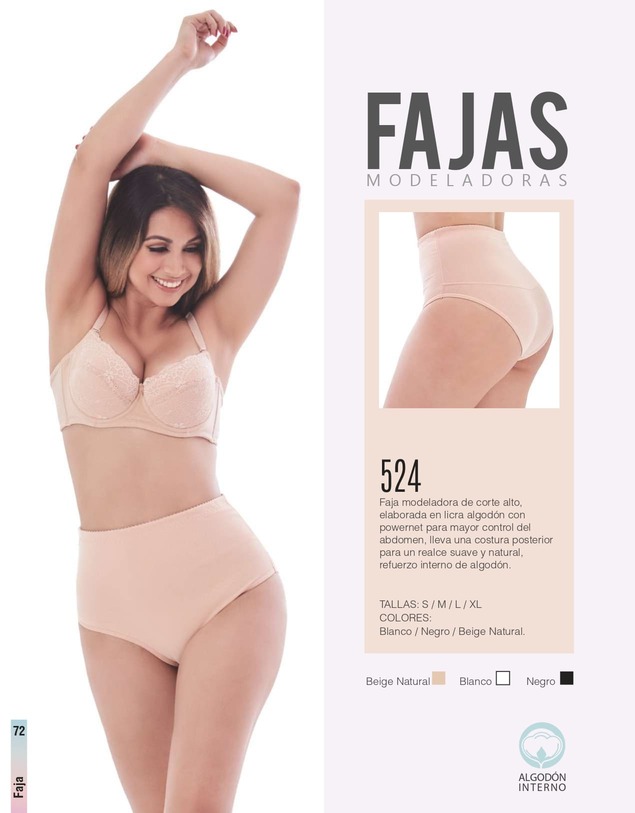 FAJAS
MODELADORAS
524
Faja modeladora de corte alto,
elaborada en licra algodón con
powernet para mayor control del
abdomen, lleva una costura posterior
para un realce suave y natural,
refuerzo interno de algodón.
TALLAS: S / M / L / XL
COLORES:
Blanco / Negro / Beige Natural.
Beige Natural Blanco Negro
ALGODÓN
INTERNO
72
Faja